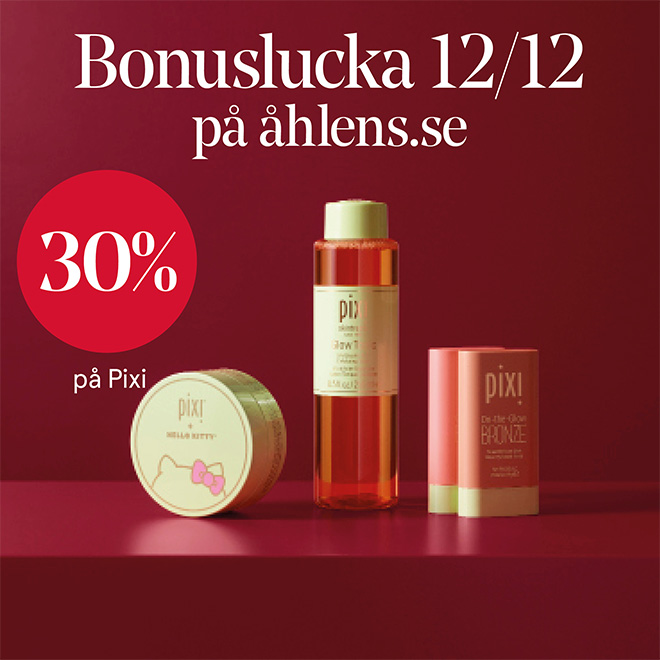 Bonuslucka 12/12
på åhlens.se
30%
på Pixi
pixi
+
HELLO KITTY
pixi
Glow
pixi
On-the-Glow
BRONZE